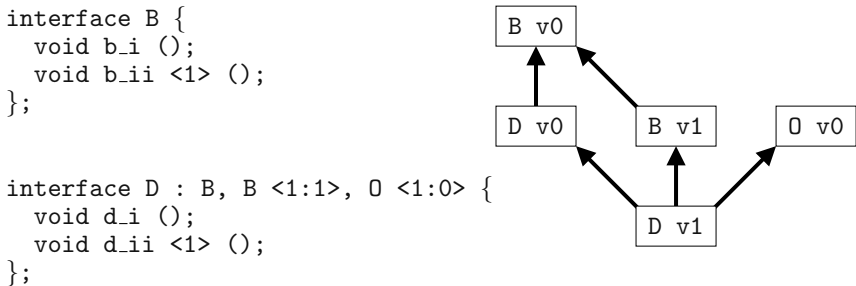 interface B {
  void b_i ();
  void b_ii <1> ();
};
interface D : B, B <1:1>, O <1:0> {
  void d_i ();
  void d_ii <1> ();
};
B v0
D v0 B v1 O v0
D v1